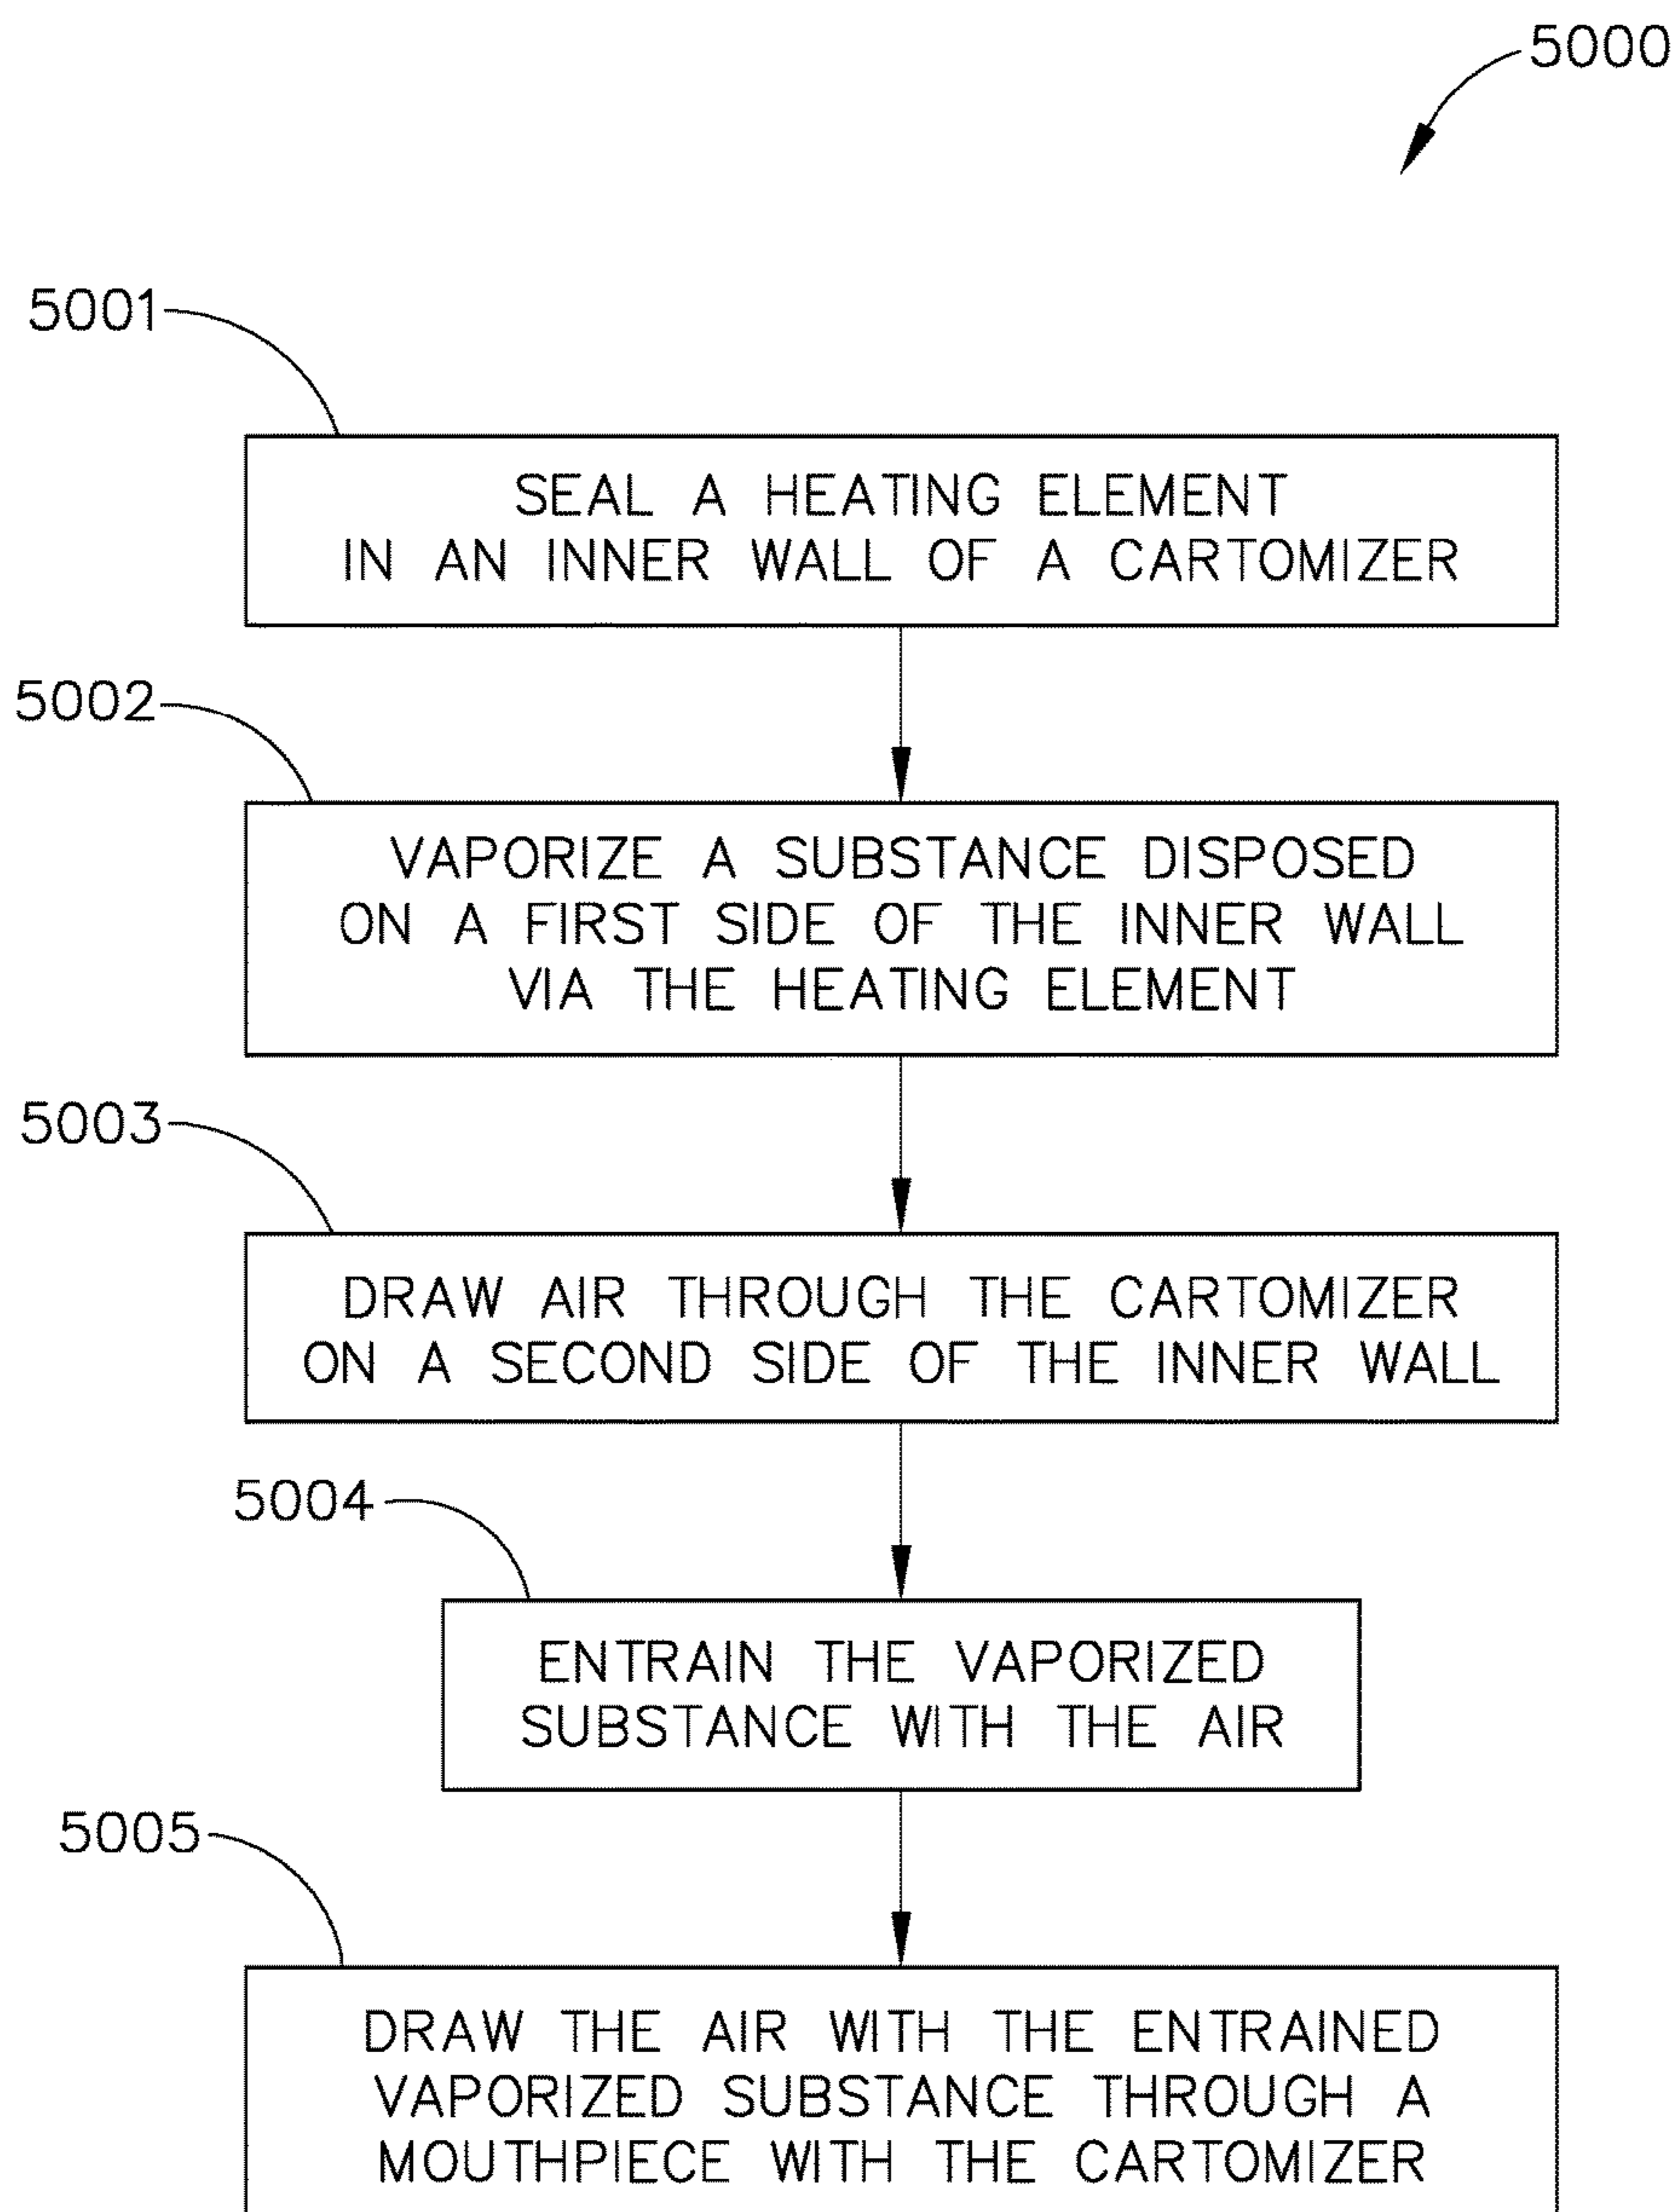 5000
5001
SEAL A HEATING ELEMENT
IN AN INNER WALL OF A CARTOMIZER
5002
VAPORIZE A SUBSTANCE DISPOSED
ON A FIRST SIDE OF THE INNER WALL
VIA THE HEATING ELEMENT
5003
DRAW AIR THROUGH THE CARTOMIZER
ON A SECOND SIDE OF THE INNER WALL
5004
ENTRAIN THE VAPORIZED
SUBSTANCE WITH THE AIR
5005
DRAW THE AIR WITH THE ENTRAINED
VAPORIZED SUBSTANCE THROUGH A
MOUTHPIECE WITH THE CARTOMIZER